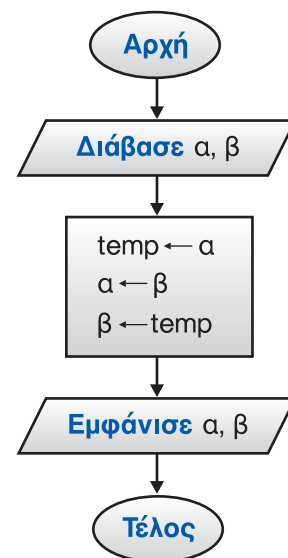 Αρχή
Διάβασε α, β
temp ← α
α ← β
β ← temp
Εμφάνισε α, β
Τέλος